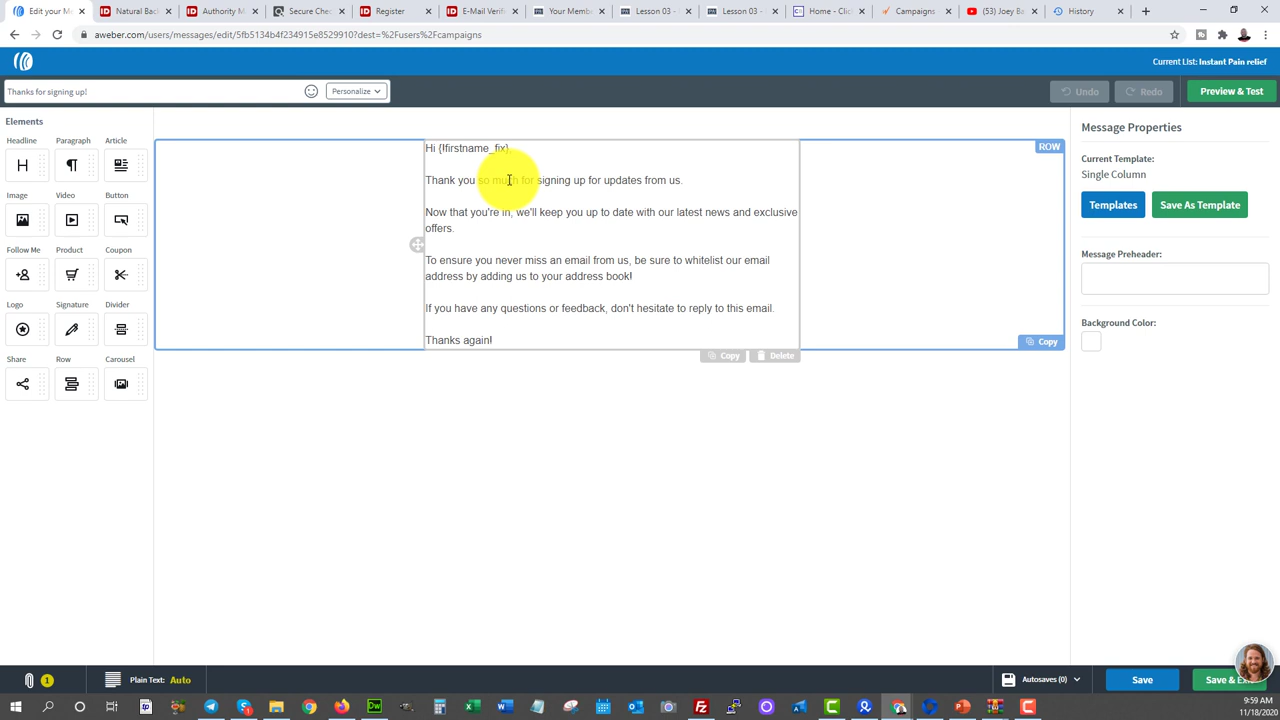 Edit your Me
Natural Back
Authority M
Secure Chec
Register
E-Mail Verifi
Your Membe
Lesson 03 -
Lesson 03 -
Home - Clic
Campaigns
(53) Joey Ba
History
aweber.com/users/messages/edit/5fb5134b4f234915e8529910?dest=%2Fusers%2Fcampaigns
Current List: Instant Pain relief
Thanks for signing up!
Personalize
Undo
Redo
Preview & Test
Elements
Headline
Paragraph
Article
Image
Video
Button
Follow Me
Product
Coupon
Logo
Signature
Divider
Share
Row
Carousel
ROW
Hi {!firstname_fix},
Thank you so much for signing up for updates from us.
Now that you're in, we'll keep you up to date with our latest news and exclusive
offers.
To ensure you never miss an email from us, be sure to whitelist our email
address by adding us to your address book!
If you have any questions or feedback, don't hesitate to reply to this email.
Thanks again!
Copy
Copy
Delete
Message Properties
Current Template:
Single Column
Templates
Save As Template
Message Preheader:
Background Color:
1
Plain Text: Auto
Autosaves (0)
Save
Save & Ex
9:59 AM
11/18/2020